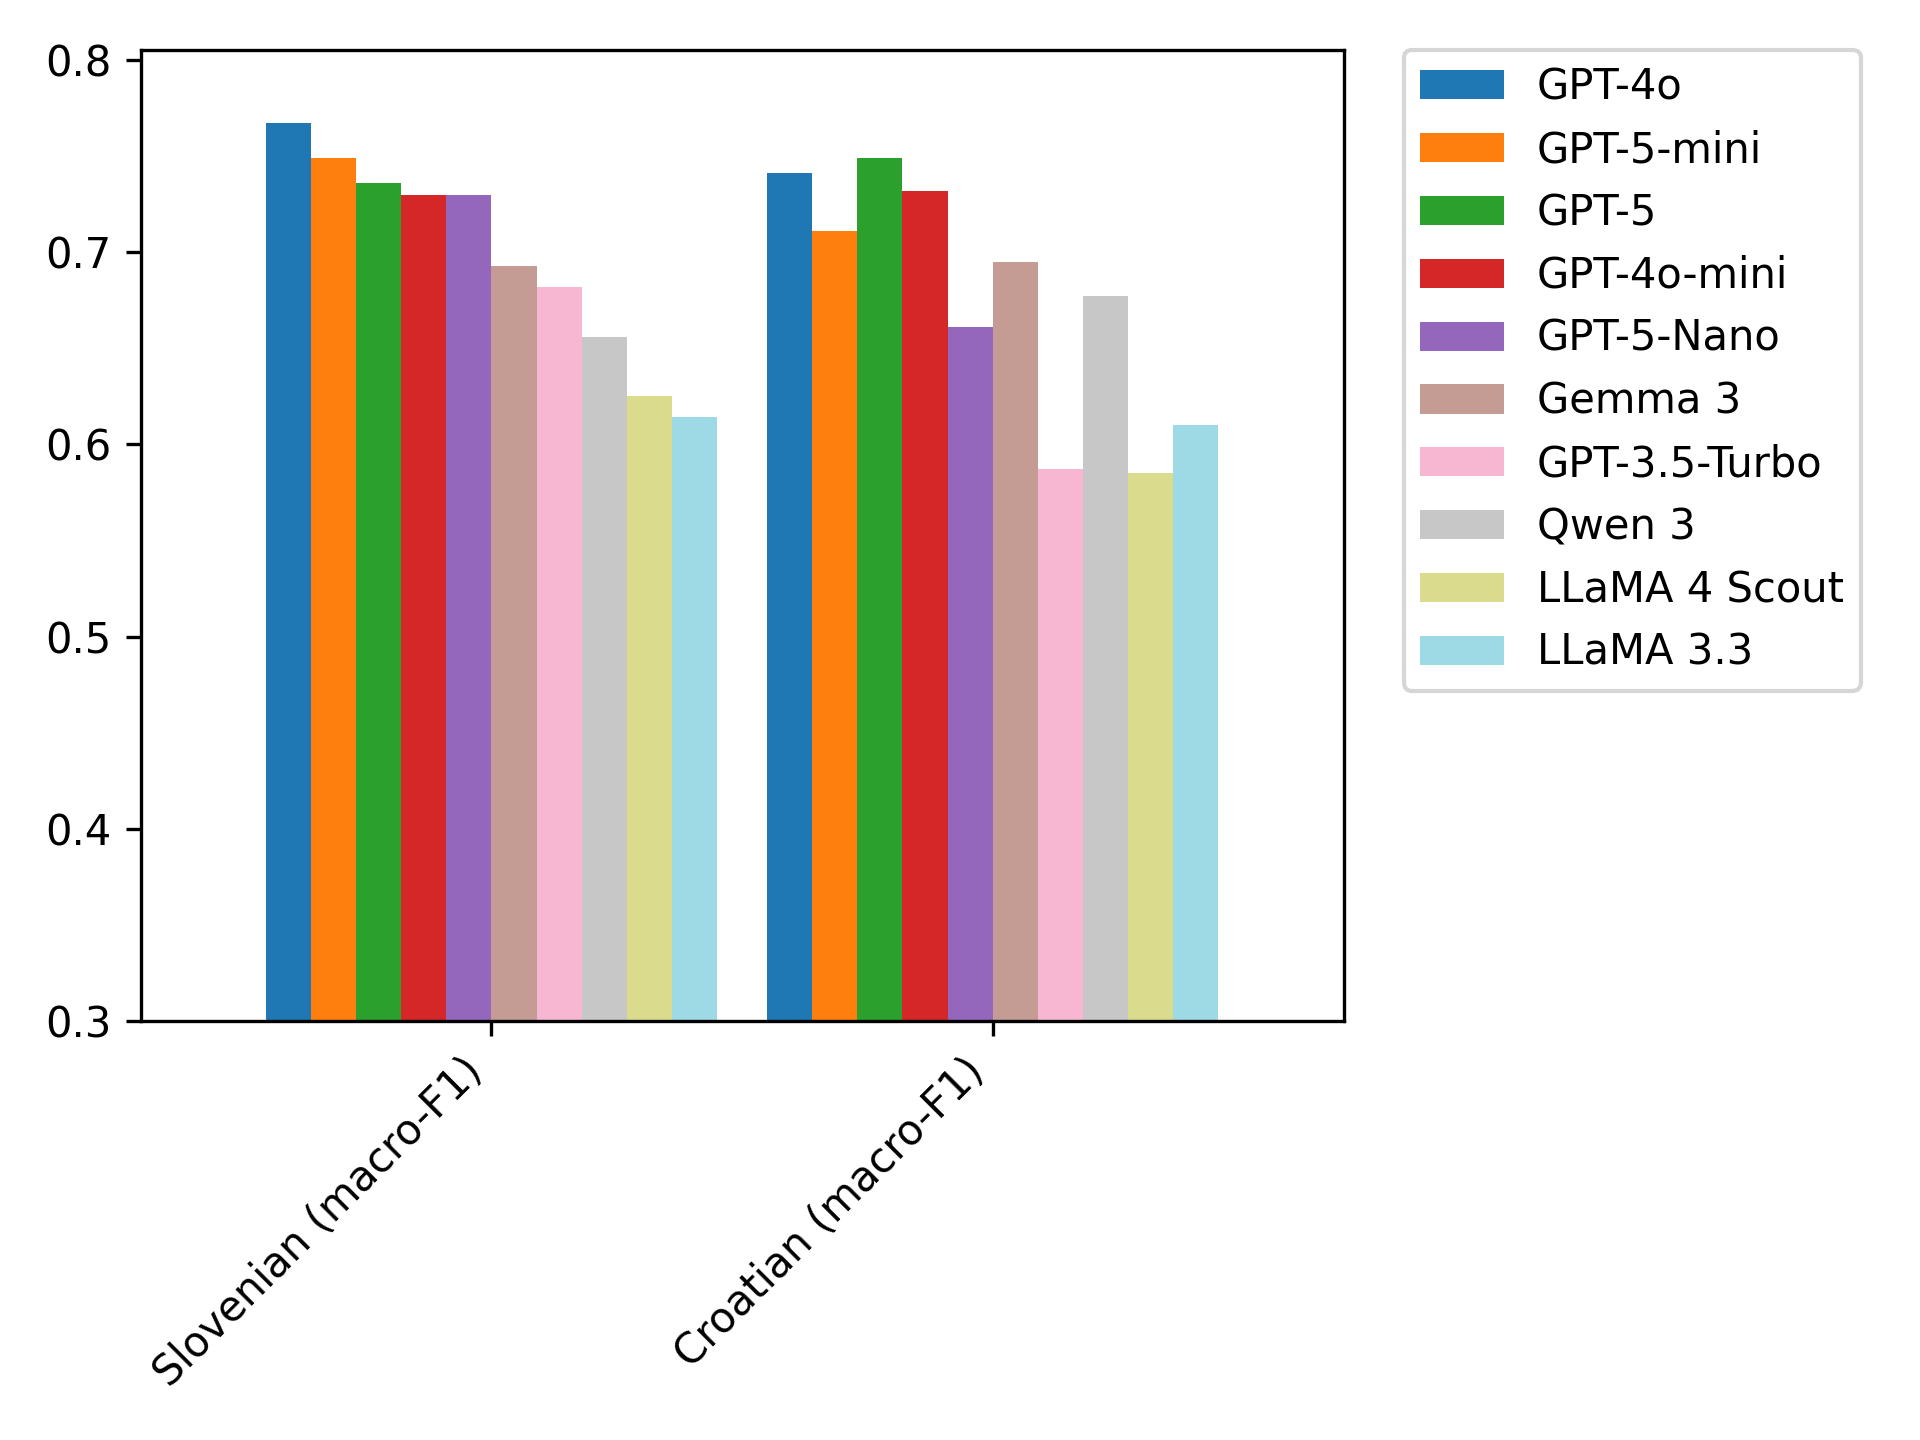 0.8
0.7
0.6
0.5
0.4
0.3
Slovenian (macro-F1)
Croatian (macro-F1)
GPT-4o
GPT-5-mini
GPT-5
GPT-4o-mini
GPT-5-Nano
Gemma 3
GPT-3.5-Turbo
Qwen 3
LLaMA 4 Scout
LLaMA 3.3